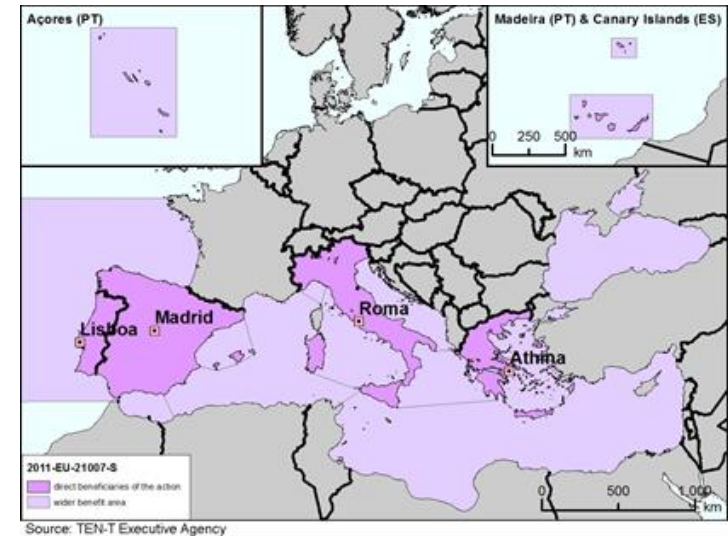 Açores (PT)
Madeira (PT) & Canary Islands (ES)
0 250 500
km
Lisboa
Madrid
Roma
Athina
2011-EU-21007-S
direct beneficiaries of the action
wider benefit area
0 500 1,000
km
Source: TEN-T Executive Agency